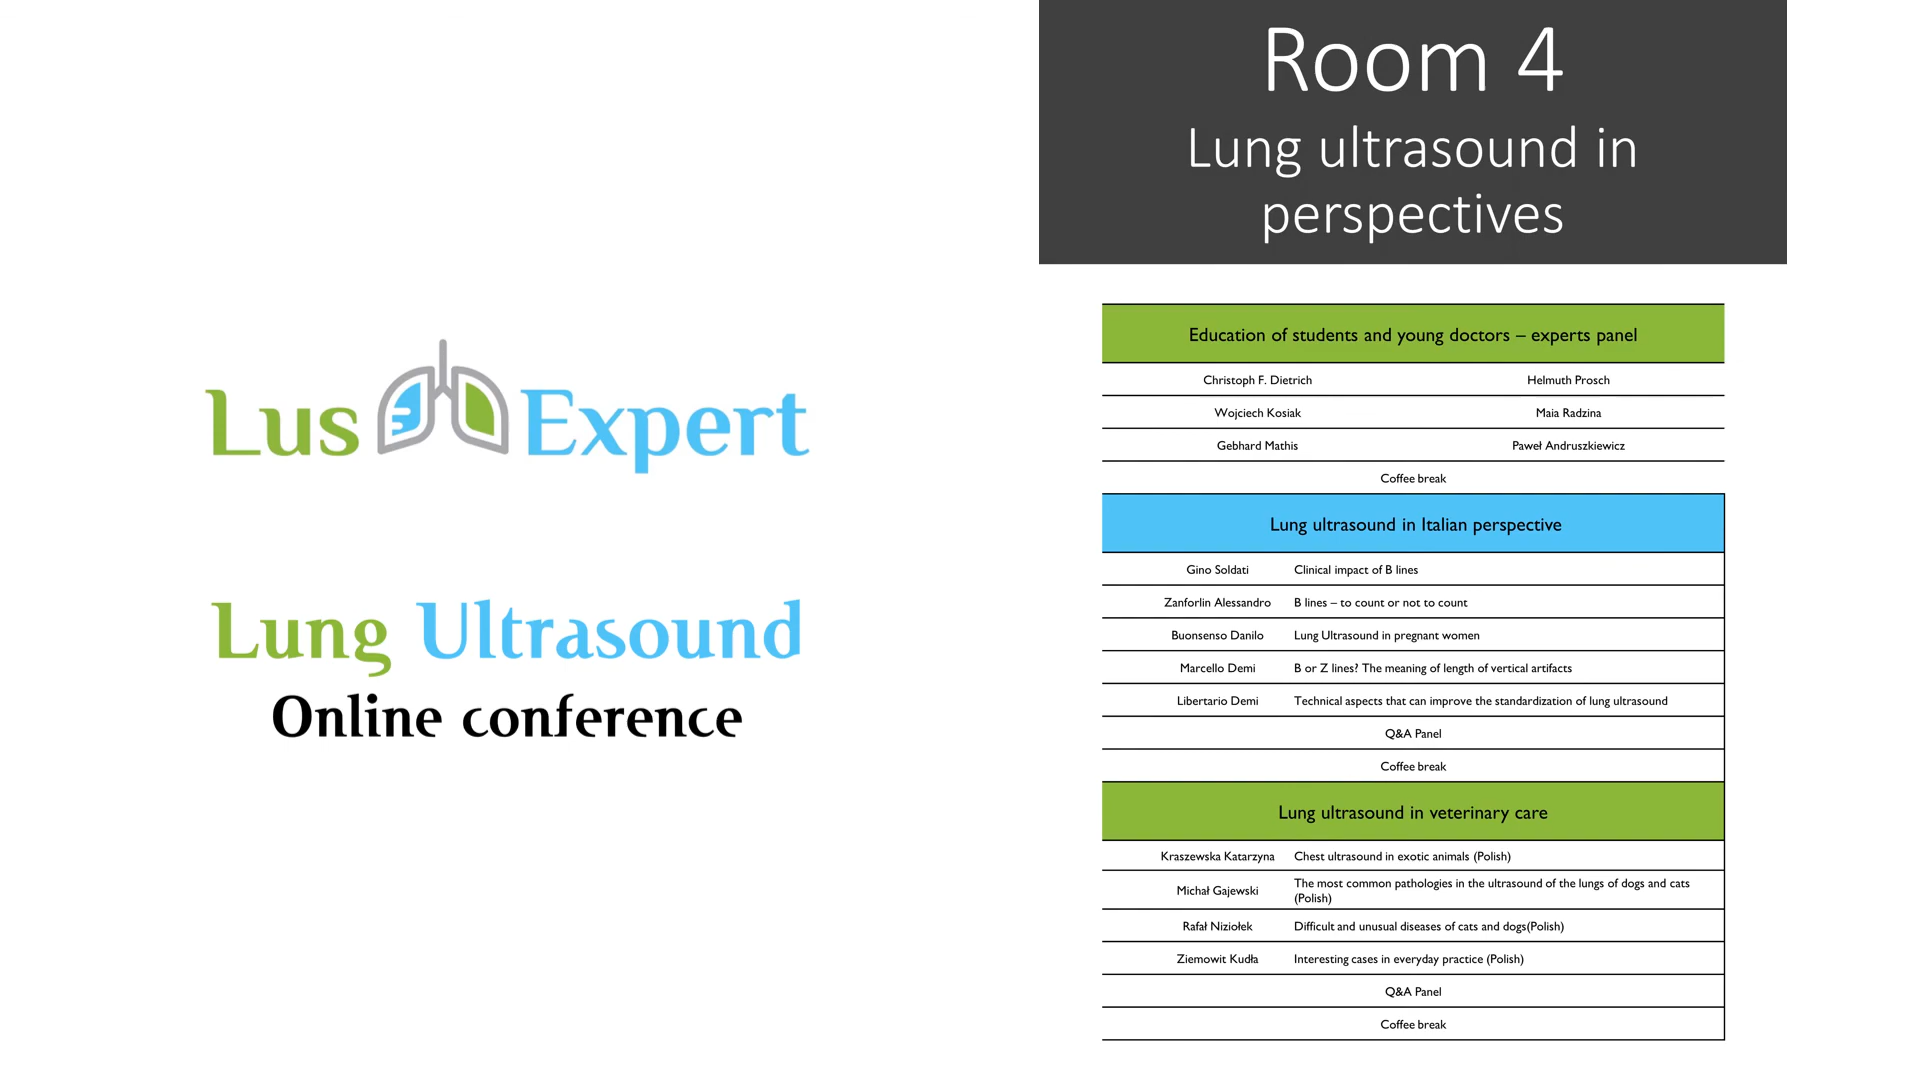 Lus Expert
Lung Ultrasound
Online conference
Room 4
Lung ultrasound in
perspectives
Education of students and young doctors – experts panel
Christoph F. Dietrich Helmuth Prosch
Wojciech Kosiak Maia Radzina
Gebhard Mathis Paweł Andruszkiewicz
Coffee break
Lung ultrasound in Italian perspective
Gino Soldati Clinical impact of B lines
Zanforlin Alessandro B lines – to count or not to count
Buonsenso Danilo Lung Ultrasound in pregnant women
Marcello Demi B or Z lines? The meaning of length of vertical artifacts
Libertario Demi Technical aspects that can improve the standardization of lung ultrasound
Q&A Panel
Coffee break
Lung ultrasound in veterinary care
Kraszewska Katarzyna Chest ultrasound in exotic animals (Polish)
Michał Gajewski The most common pathologies in the ultrasound of the lungs of dogs and cats
(Polish)
Rafał Niziołek Difficult and unusual diseases of cats and dogs(Polish)
Ziemowit Kudła Interesting cases in everyday practice (Polish)
Q&A Panel
Coffee break